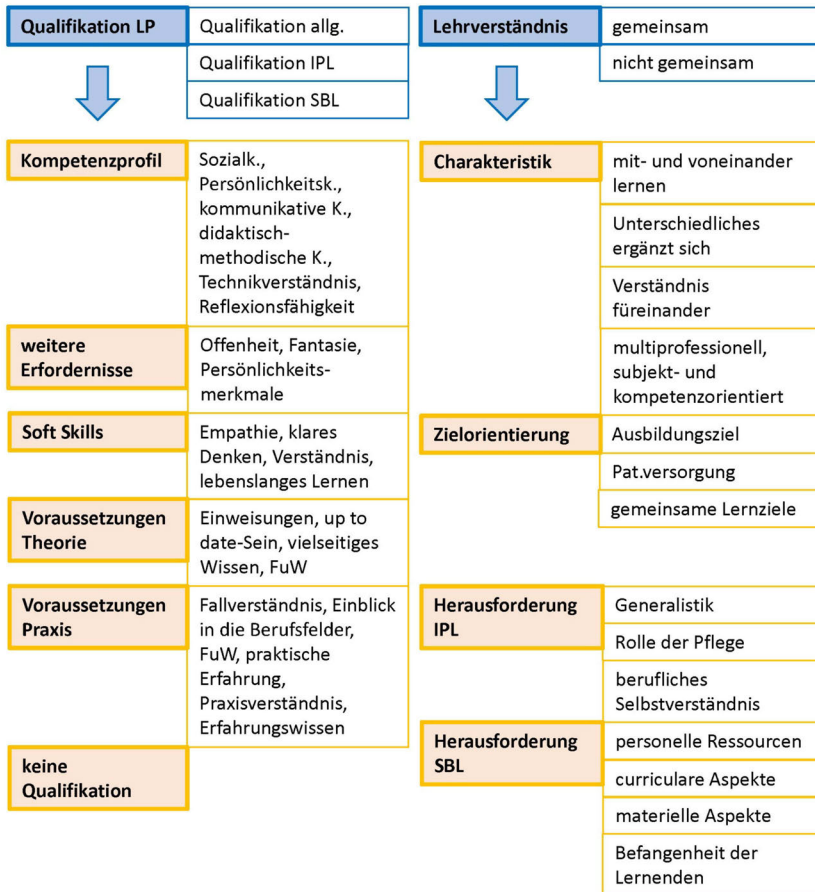 Qualifikation LP
Qualifikation allg.
Qualifikation IPL
Qualifikation SBL
Kompetenzprofil
Sozialk.,
Persönlichkeitsk.,
kommunikative K.,
didaktisch-
methodische K.,
Technikverständnis,
Reflexionsfähigkeit
weitere
Erfordernisse
Offenheit, Fantasie,
Persönlichkeits-
merkmale
Soft Skills
Empathie, klares
Denken, Verständnis,
lebenslanges Lernen
Voraussetzungen
Theorie
Einweisungen, up to
date-Sein, vielseitiges
Wissen, FuW
Voraussetzungen
Praxis
Fallverständnis, Einblick
in die Berufsfelder,
FuW, praktische
Erfahrung,
Praxisverständnis,
Erfahrungswissen
keine
Qualifikation
Lehrverständnis
gemeinsam
nicht gemeinsam
Charakteristik
mit- und voneinander
lernen
Unterschiedliches
ergänzt sich
Verständnis
füreinander
multiprofessionell,
subjekt- und
kompetenzorientiert
Zielorientierung
Ausbildungsziel
Pat.versorgung
gemeinsame Lernziele
Herausforderung
IPL
Generalistik
Rolle der Pflege
berufliches
Selbstverständnis
Herausforderung
SBL
personelle Ressourcen
curriculare Aspekte
materielle Aspekte
Befangenheit der
Lernenden